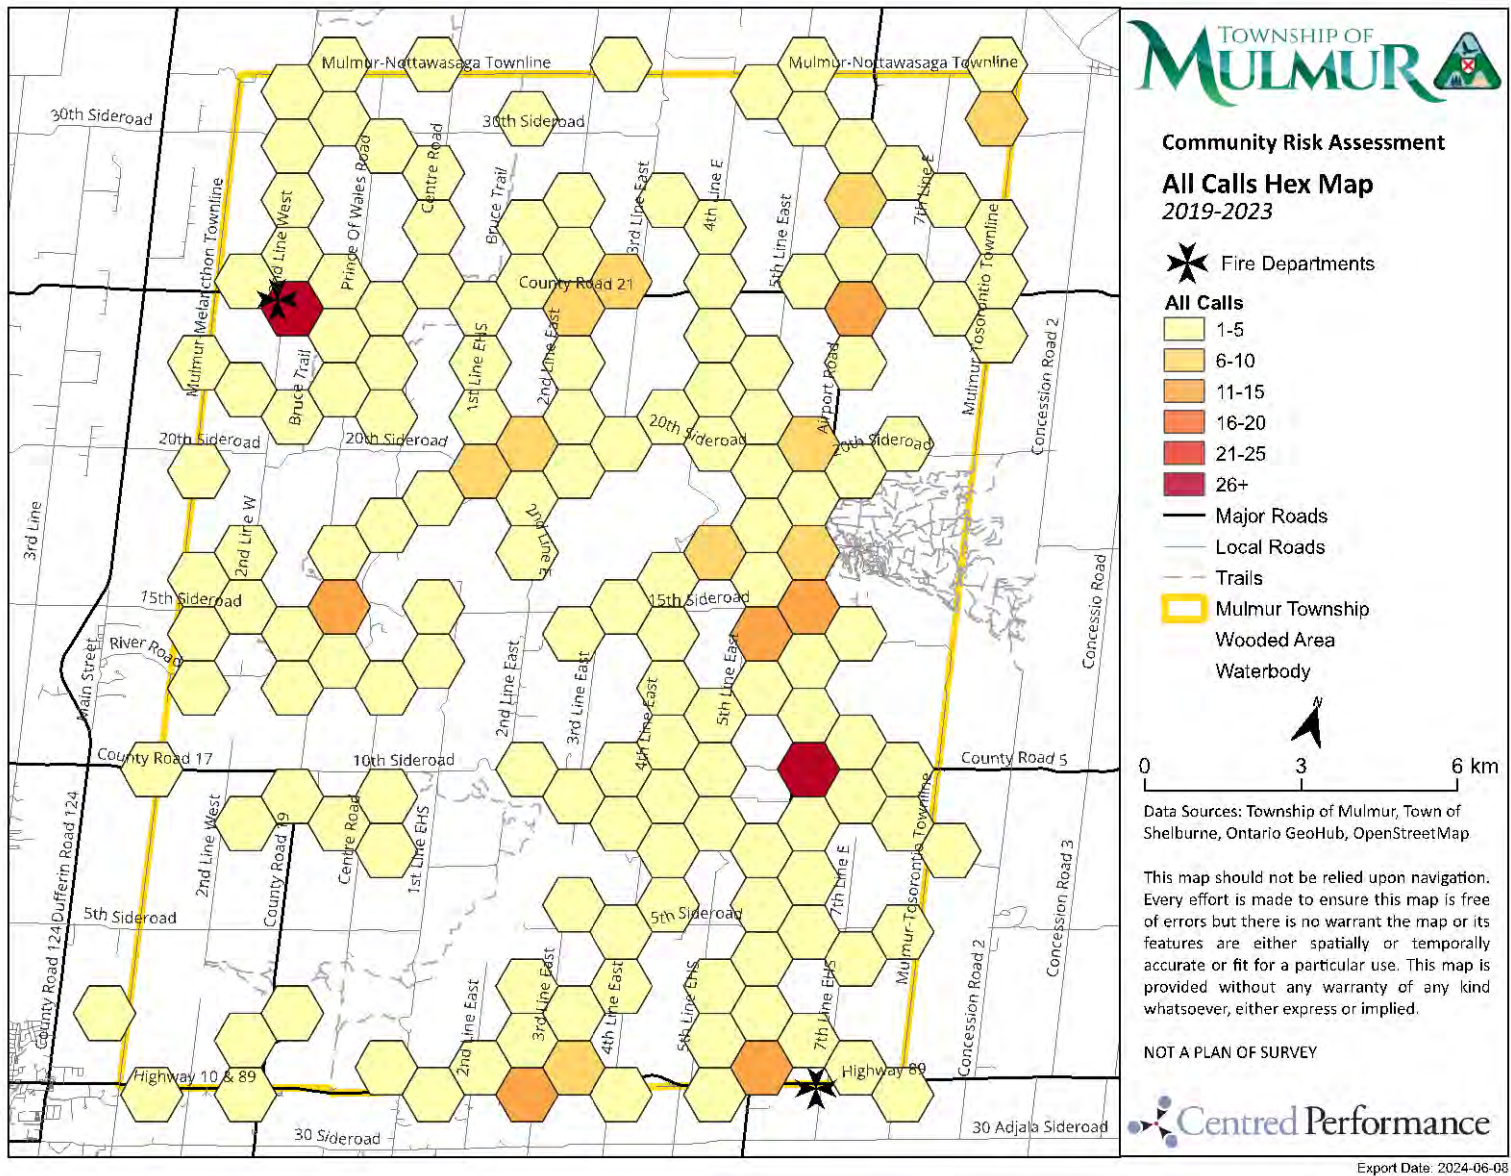 Mulmur-Nottawasaga Townline
Mulmur-Nottawasaga Townline
30th Sideroad
30th Sideroad
Mulmur-Melancthon Townline
2nd Line West
Prince Of Wales Road
Centre Road
Bruce Trail
3rd Line East
4th Line E
5th Line East
7th Line E
Mulmur Tosorontio Townline
County Road 21
Bruce Trail
1st Line EHS
2nd Line East
Airport Road
Mulmur
Concession Road 2
20th Sideroad
20th Sideroad
20th Sideroad
20th Sideroad
3rd Line
2nd Line W
2nd Line E
15th Sideroad
15th Sideroad
River Road
Main Street
2nd Line East
3rd Line East
4th Line East
5th Line East
Concessio Road
County Road 17
10th Sideroad
County Road 5
2nd Line West
County Road 19
Centre Road
1st Line EHS
7th Line E
Mulmur-Tosorontio Townline
Concession Road 3
County Road 124
Dufferin Road 124
5th Sideroad
5th Sideroad
2nd Line East
3rd Line East
4th Line East
5th Line EHS
7th Line EHS
Concession Road 2
Highway 10 & 89
Highway 89
30 Sideroad
30 Adjala Sideroad
TOWNSHIP OF
MULMUR
Community Risk Assessment
All Calls Hex Map
2019-2023
Fire Departments
All Calls
1-5
6-10
11-15
16-20
21-25
26+
Major Roads
Local Roads
Trails
Mulmur Township
Wooded Area
Waterbody
N
0 3 6 km
Data Sources: Township of Mulmur, Town of
Shelburne, Ontario GeoHub, OpenStreetMap
This map should not be relied upon navigation.
Every effort is made to ensure this map is free
of errors but there is no warrant the map or its
features are either spatially or temporally
accurate or fit for a particular use. This map is
provided without any warranty of any kind
whatsoever, either express or implied.
NOT A PLAN OF SURVEY
Centred Performance
Export Date: 2024-06-08